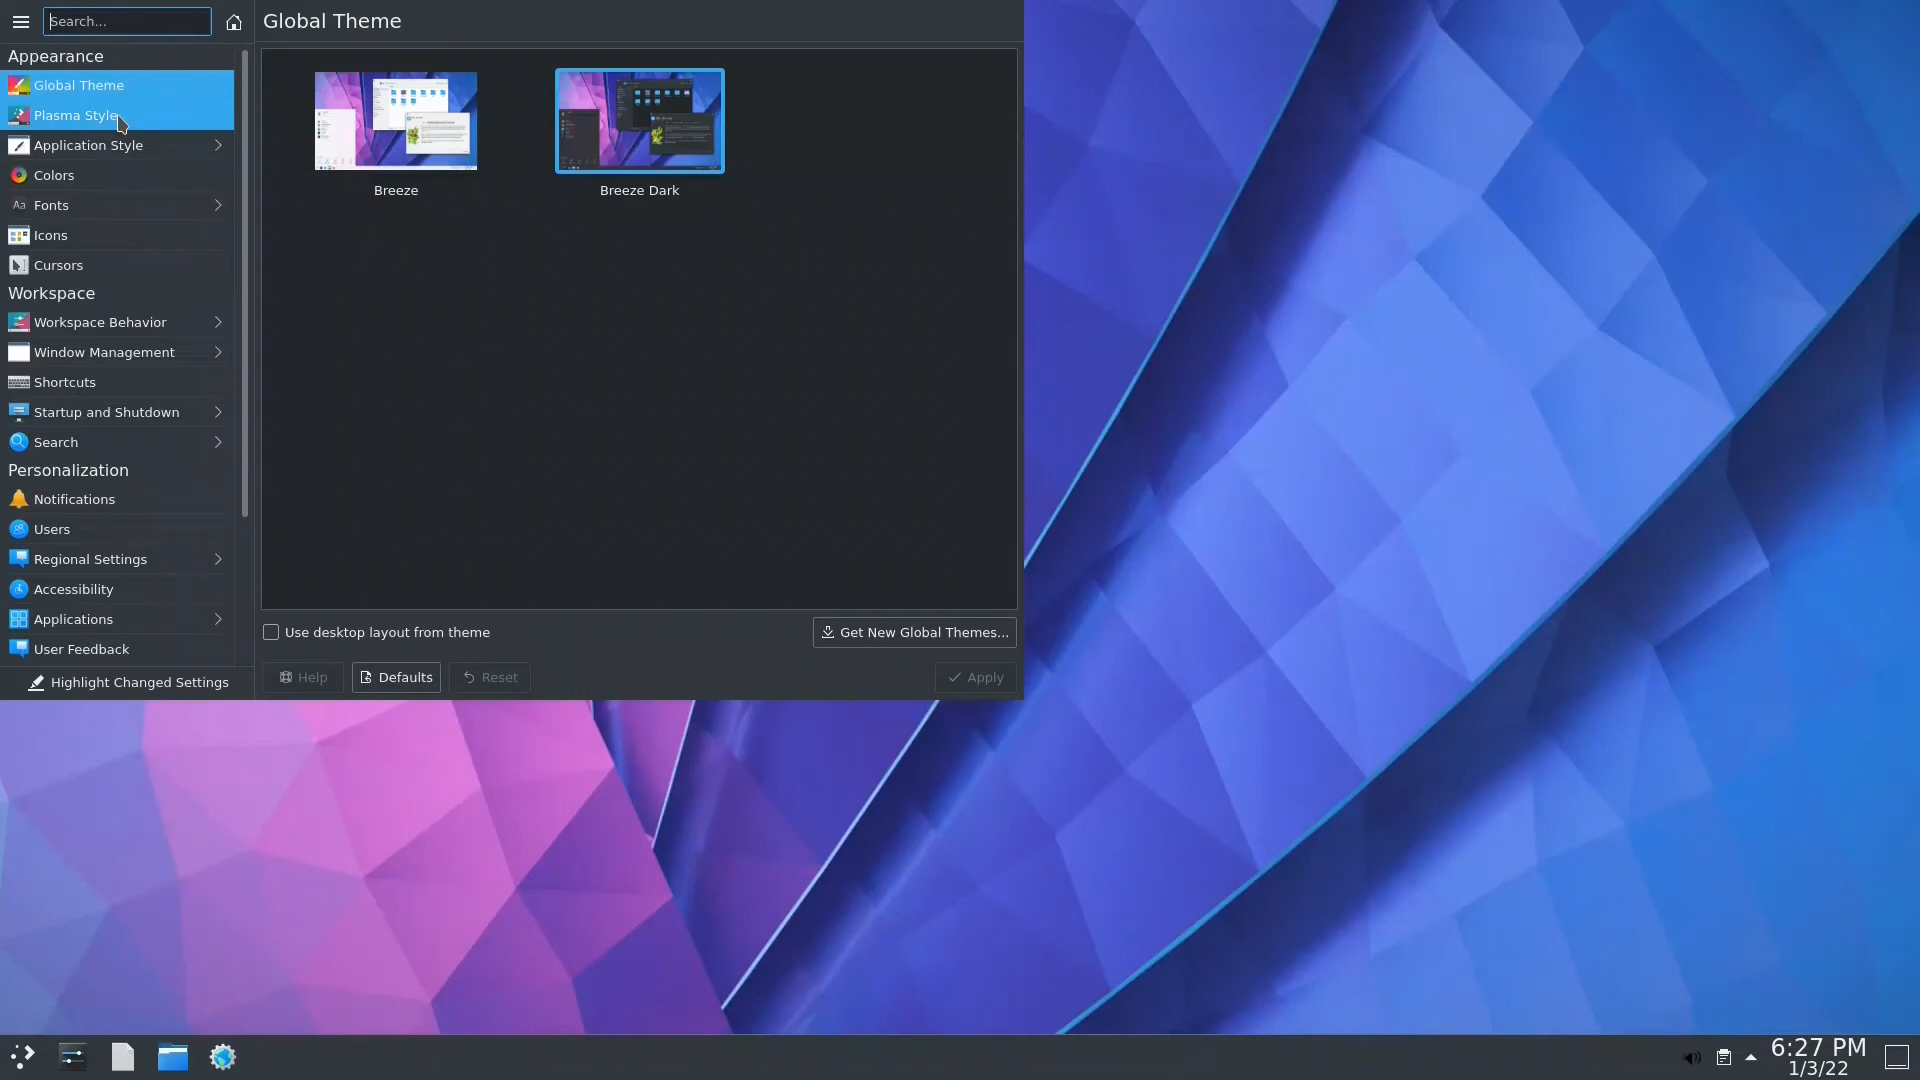 Search...
Global Theme
Appearance
Global Theme
Plasma Style
Application Style
Colors
Aa Fonts
Icons
Cursors
Workspace
Workspace Behavior
Window Management
Shortcuts
Startup and Shutdown
Search
Personalization
Notifications
Users
Regional Settings
Accessibility
Applications
User Feedback
Highlight Changed Settings
Breeze
Breeze Dark
Use desktop layout from theme
Get New Global Themes...
Help
Defaults
Reset
Apply
6:27 PM
1/3/22